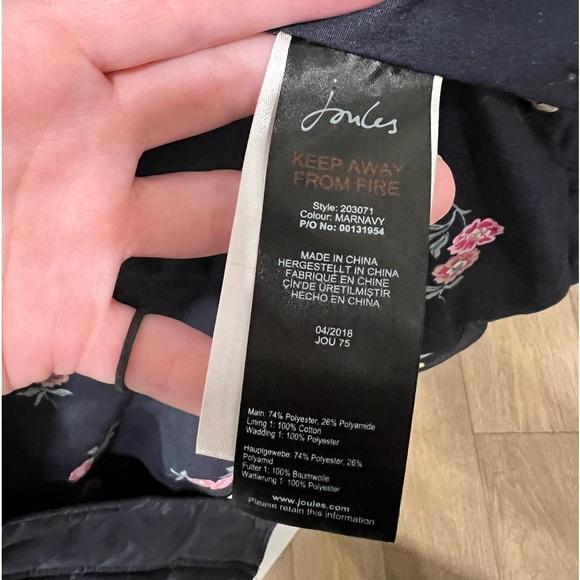 Joules
KEEP AWAY
FROM FIRE
Style: 203071
Colour: MARNAVY
P/O No: 00131954
MADE IN CHINA
HERGESTELLT IN CHINA
FABRIQUÉ EN CHINE
ÇİN'DE ÜRETİLMİŞTİR
HECHO EN CHINA
04/2018
JOU 75
Main: 74% Polyester, 26% Polyamide
Lining 1: 100% Cotton
Wadding 1: 100% Polyester
Hauptgewebe: 74% Polyester, 26%
Polyamid
Futter 1: 100% Baumwolle
Wattierung 1: 100% Polyester
www.joules.com
Please retain this information